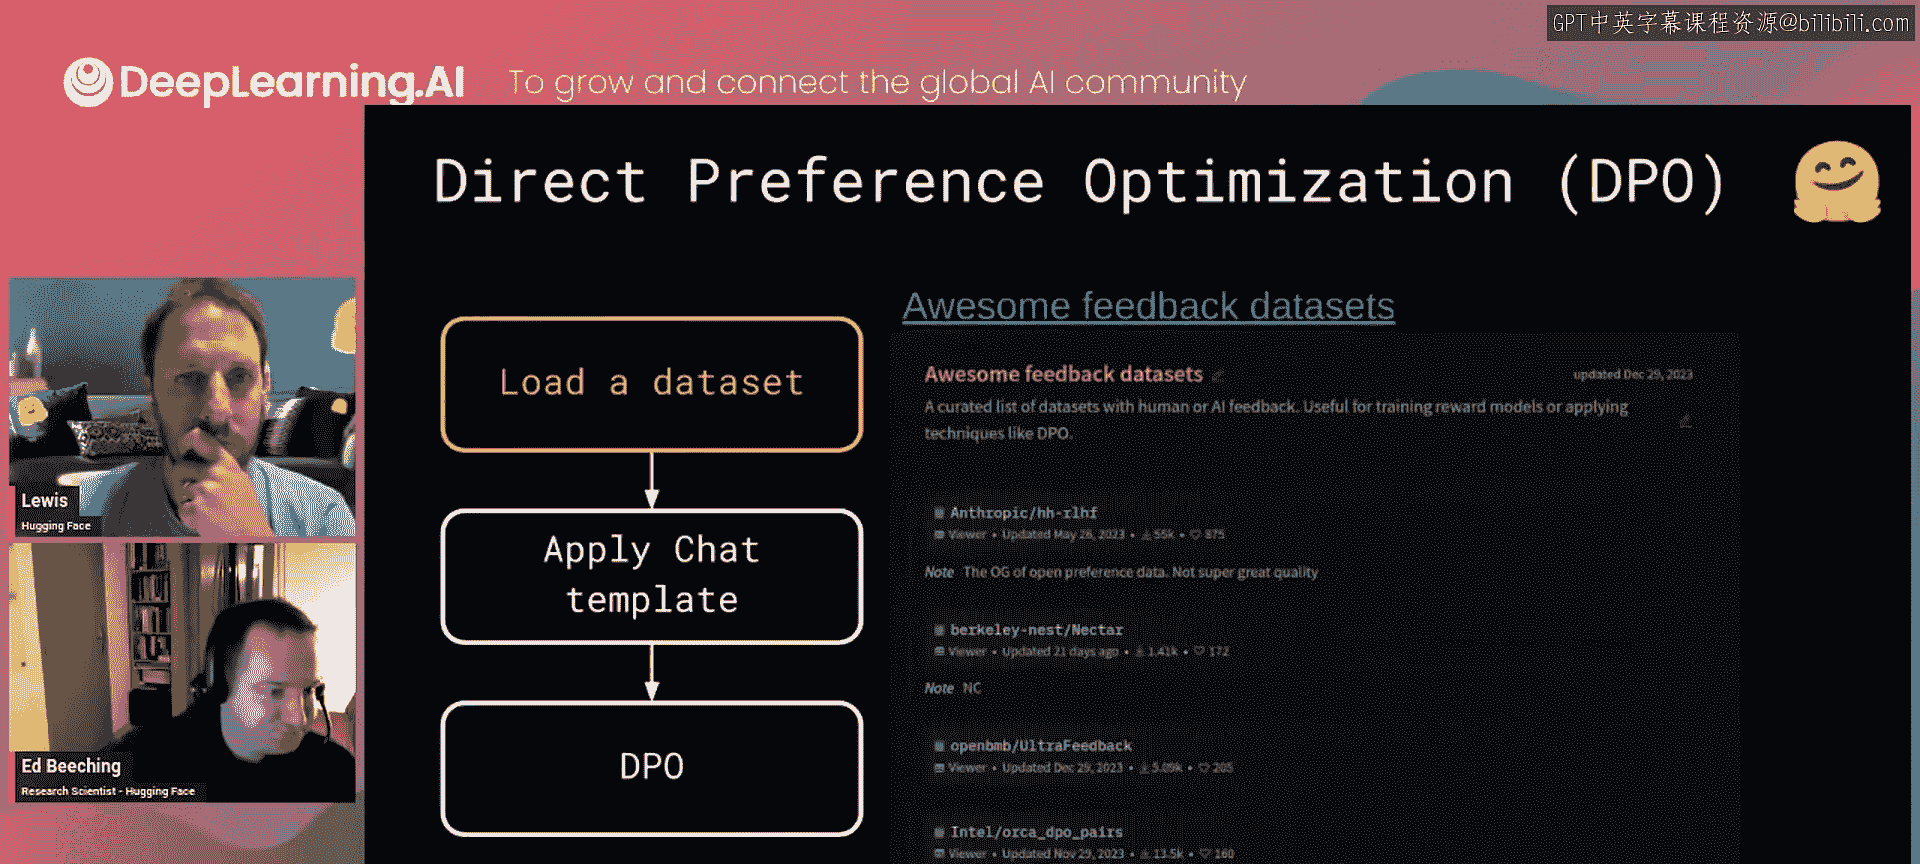 GPT中英字幕课程资源@bilibili.com
DeepLearning.AI To grow and connect the global AI community
Direct Preference Optimization (DPO)
Load a dataset
Apply Chat
template
DPO
Awesome feedback datasets
Awesome feedback datasets
updated Dec 29, 2023
A curated list of datasets with human or AI feedback. Useful for training reward models or applying
techniques like DPO.
Anthropic/hh-rlhf
Viewer • Updated May 26, 2023 • 55k • 875
Note The OG of open preference data. Not super great quality
berkeley-nest/Nectar
Viewer • Updated 21 days ago • 1.41k • 172
Note NC
openbmb/UltraFeedback
Viewer • Updated Dec 29, 2023 • 5.09k • 205
Intel/orca_dpo_pairs
Viewer • Updated Nov 29, 2023 • 13.5k • 160
Lewis
Hugging Face
Ed Beeching
Research Scientist - Hugging Face